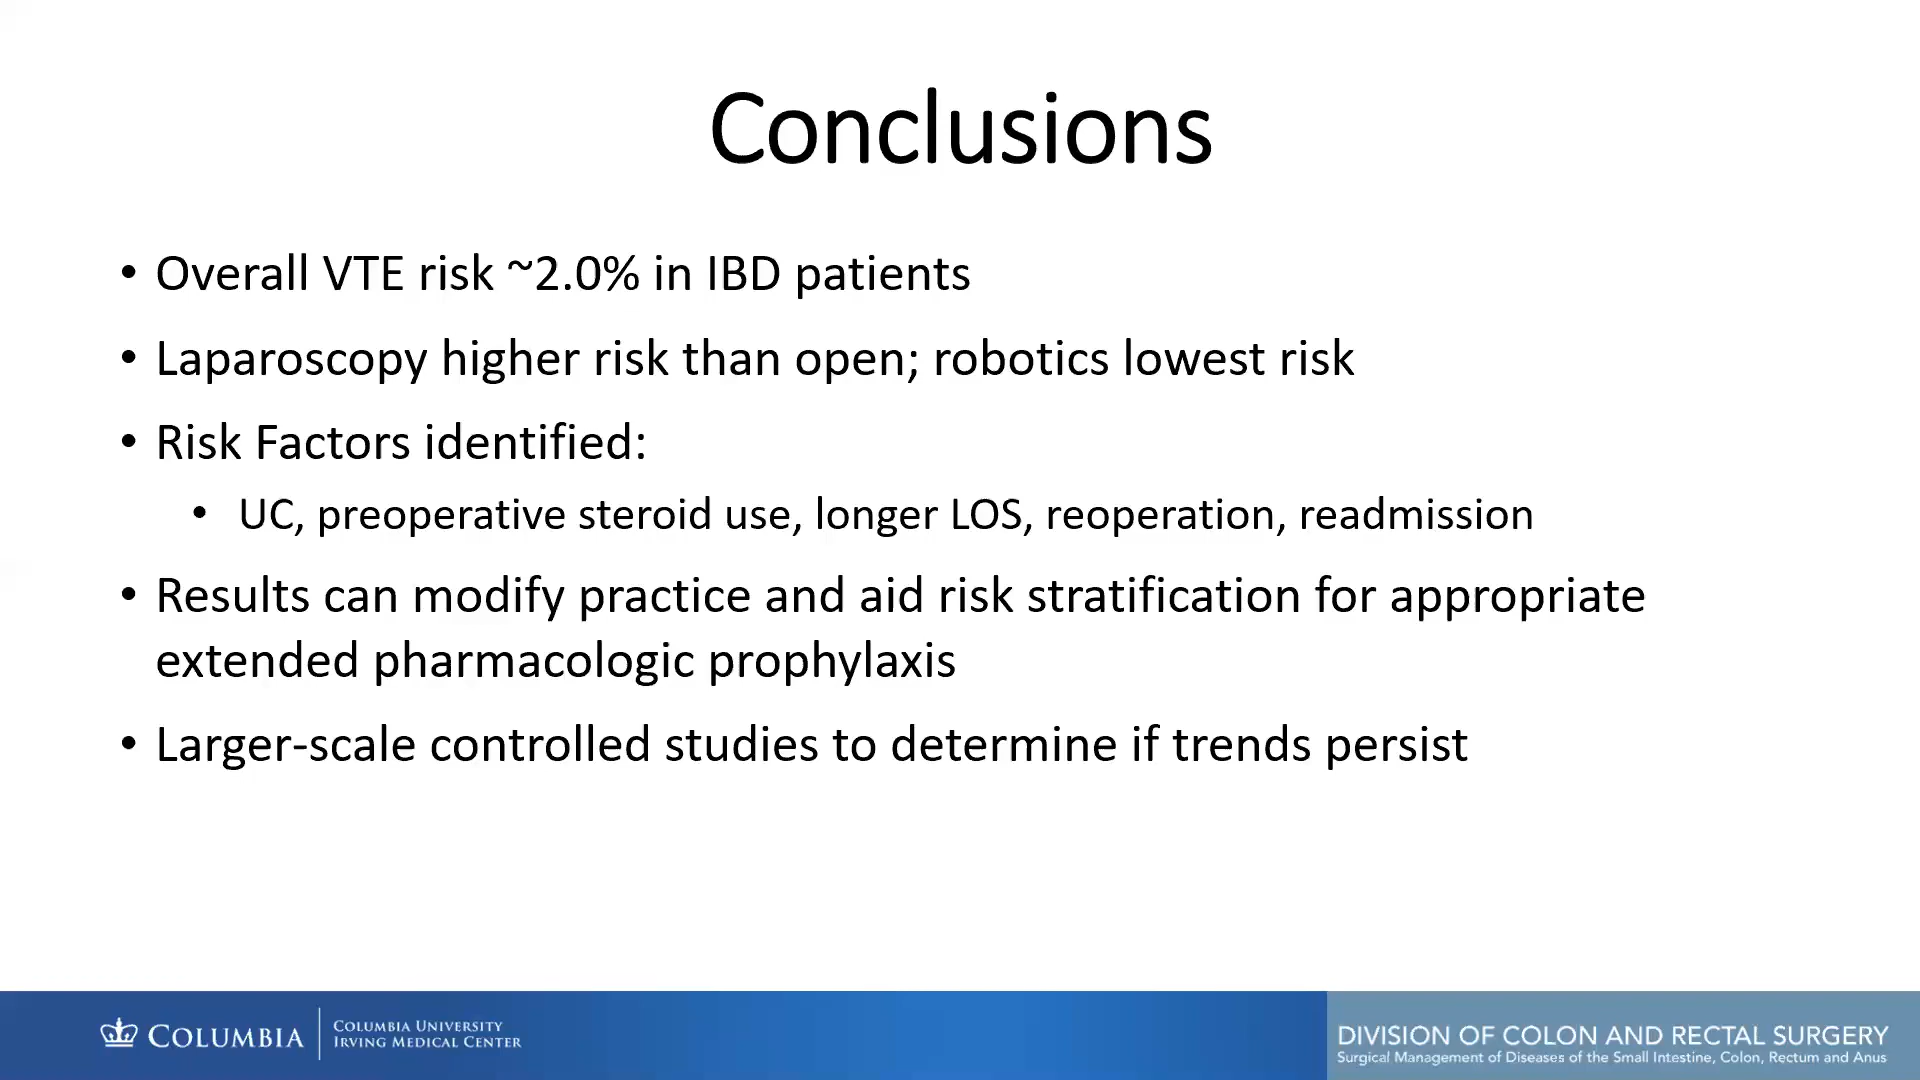 Conclusions
• Overall VTE risk ~2.0% in IBD patients
• Laparoscopy higher risk than open; robotics lowest risk
• Risk Factors identified:
• UC, preoperative steroid use, longer LOS, reoperation, readmission
• Results can modify practice and aid risk stratification for appropriate
extended pharmacologic prophylaxis
• Larger-scale controlled studies to determine if trends persist
COLUMBIA
COLUMBIA UNIVERSITY
IRVING MEDICAL CENTER
DIVISION OF COLON AND RECTAL SURGERY
Surgical Management of Diseases of the Small Intestine, Colon, Rectum and Anus